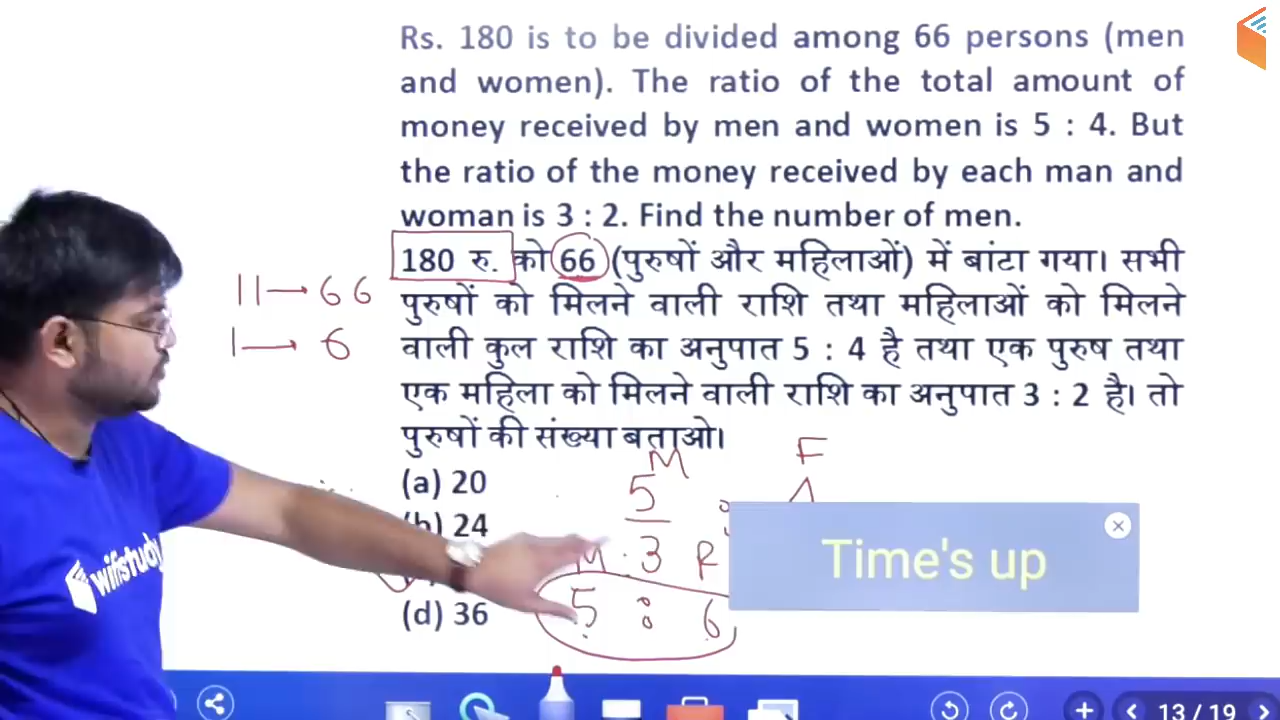 Rs. 180 is to be divided among 66 persons (men
and women). The ratio of the total amount of
money received by men and women is 5 : 4. But
the ratio of the money received by each man and
woman is 3 : 2. Find the number of men.
180 रु. को 66 (पुरुषों और महिलाओं) में बांटा गया। सभी
पुरुषों को मिलने वाली राशि तथा महिलाओं को मिलने
वाली कुल राशि का अनुपात 5 : 4 है तथा एक पुरुष तथा
एक महिला को मिलने वाली राशि का अनुपात 3 : 2 है। तो
पुरुषों की संख्या बताओ।
11 → 66
1 → 6
(a) 20
(b) 24
(d) 36
M F
5 :
3
M
5 : 6
Time's up
wifistudy
13 / 19